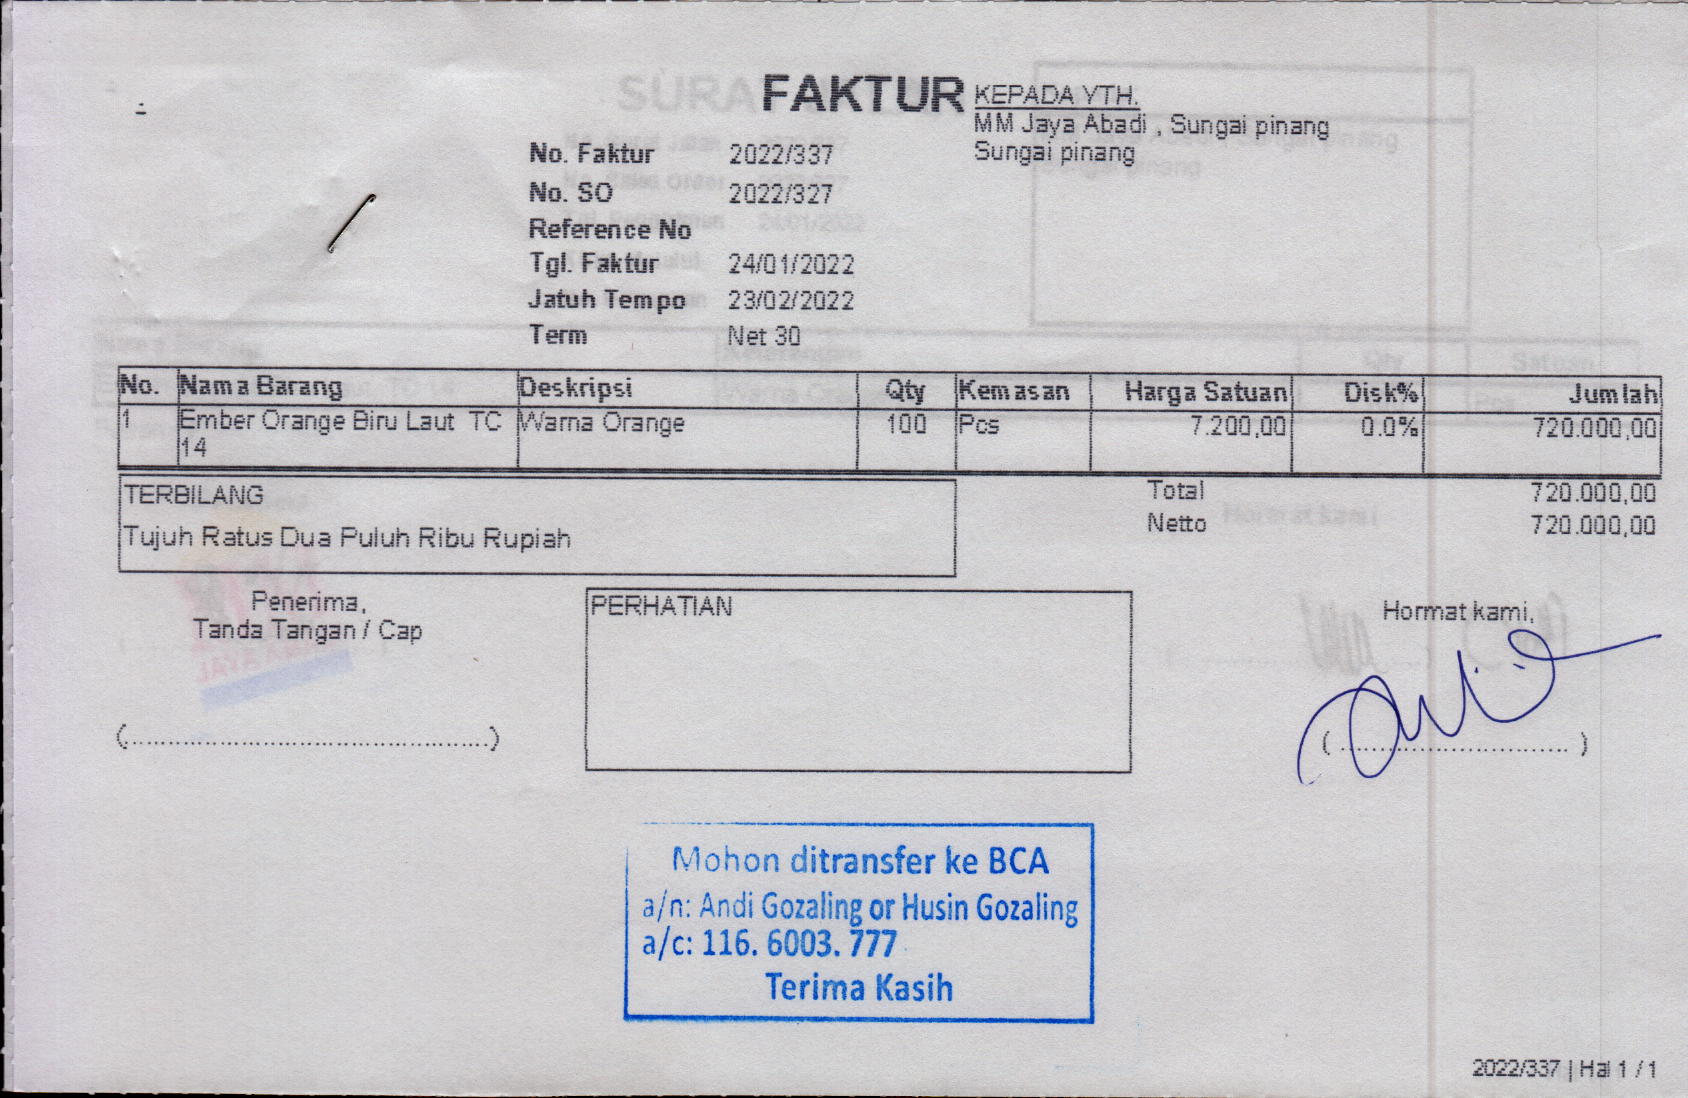 FAKTUR
KEPADA YTH.
MM Jaya Abadi , Sungai pinang
Sungai pinang
No. Faktur 2022/337
No. SO 2022/327
Reference No
Tgl. Faktur 24/01/2022
Jatuh Tempo 23/02/2022
Term Net 30
No. Nama Barang Deskripsi Qty Kemasan Harga Satuan Disk% Jumlah
1 Ember Orange Biru Laut TC Warna Orange 100 Pcs 7.200,00 0.0% 720.000,00
14
TERBILANG
Tujuh Ratus Dua Puluh Ribu Rupiah
Total 720.000,00
Netto 720.000,00
Penerima,
Tanda Tangan / Cap
PERHATIAN
Hormat kami,
(................................................)
( .............................. )
Mohon ditransfer ke BCA
a/n: Andi Gozaling or Husin Gozaling
a/c: 116. 6003. 777
Terima Kasih
2022/337 | Hal 1 / 1